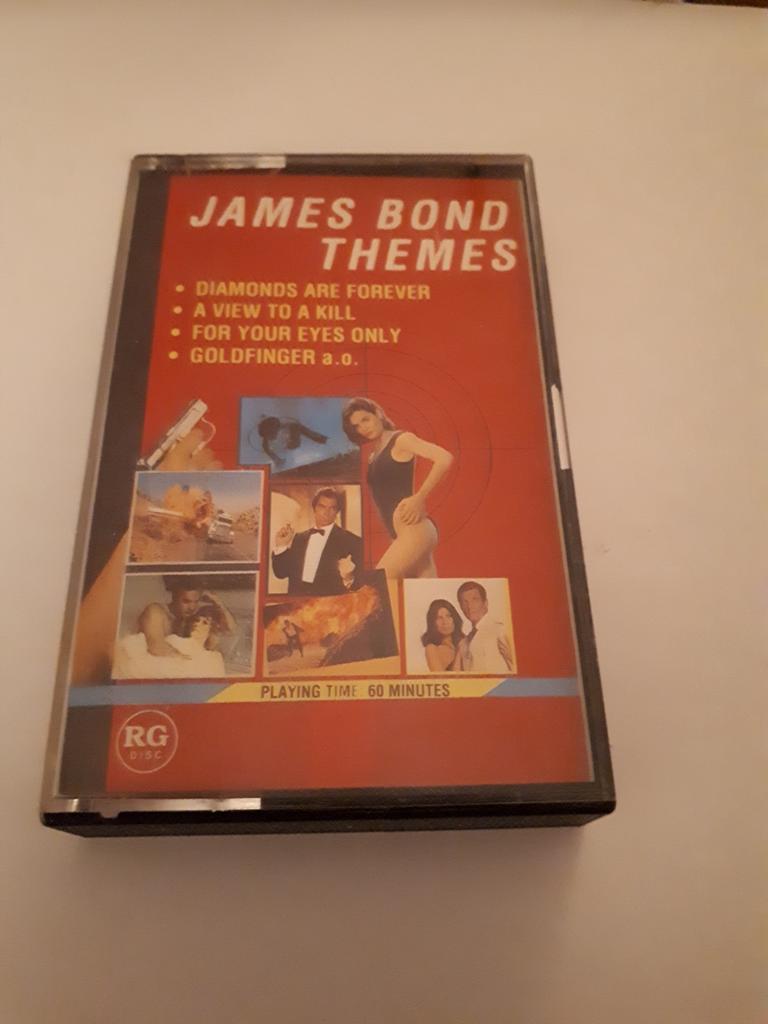 JAMES BOND
THEMES
• DIAMONDS ARE FOREVER
• A VIEW TO A KILL
• FOR YOUR EYES ONLY
• GOLDFINGER a.o.
PLAYING TIME 60 MINUTES
RG
DISC